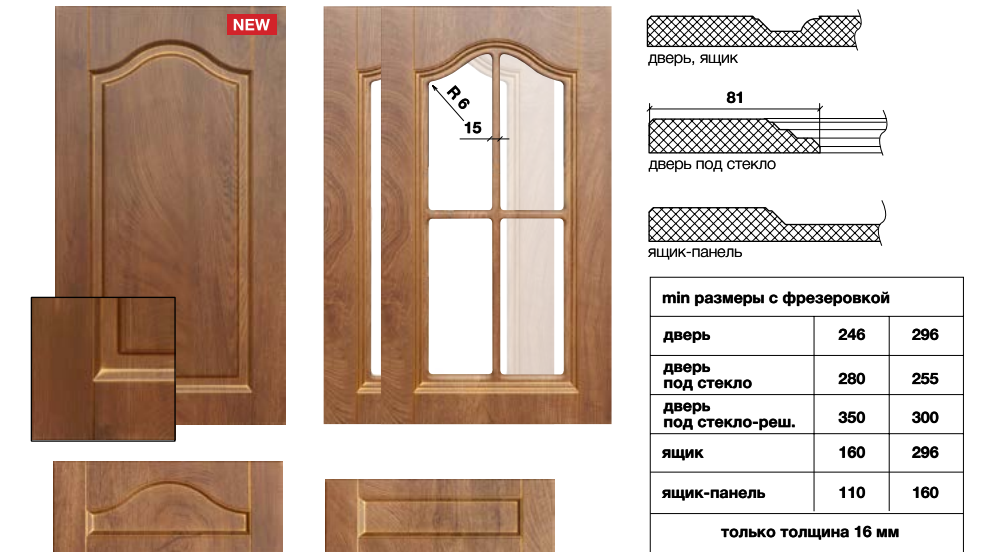 NEW
R 6
15
дверь, ящик
81
дверь под стекло
ящик-панель
min размеры с фрезеровкой
дверь 246 296
дверь
под стекло 280 255
дверь
под стекло-реш. 350 300
ящик 160 296
ящик-панель 110 160
только толщина 16 мм